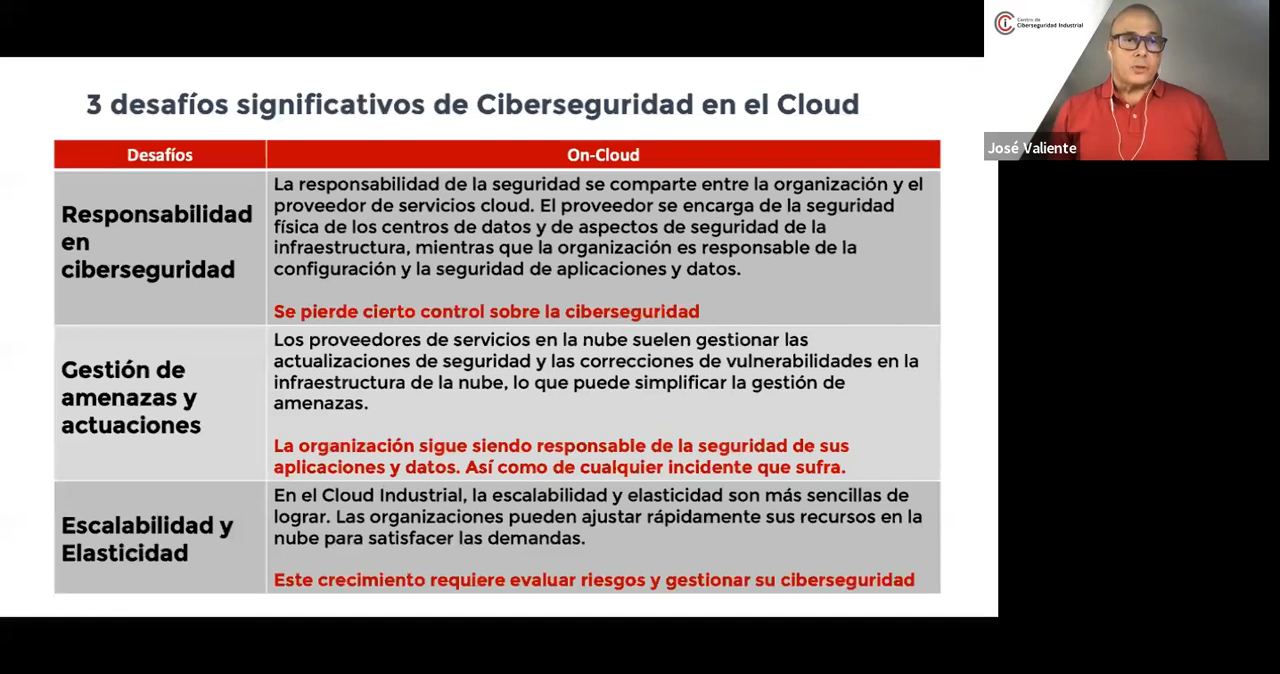 Centro de
Ciberseguridad Industrial
José Valiente
3 desafíos significativos de Ciberseguridad en el Cloud
Desafíos
On-Cloud
Responsabilidad
en
ciberseguridad
La responsabilidad de la seguridad se comparte entre la organización y el
proveedor de servicios cloud. El proveedor se encarga de la seguridad
física de los centros de datos y de aspectos de seguridad de la
infraestructura, mientras que la organización es responsable de la
configuración y la seguridad de aplicaciones y datos.
Se pierde cierto control sobre la ciberseguridad
Gestión de
amenazas y
actuaciones
Los proveedores de servicios en la nube suelen gestionar las
actualizaciones de seguridad y las correcciones de vulnerabilidades en la
infraestructura de la nube, lo que puede simplificar la gestión de
amenazas.
La organización sigue siendo responsable de la seguridad de sus
aplicaciones y datos. Así como de cualquier incidente que sufra.
Escalabilidad y
Elasticidad
En el Cloud Industrial, la escalabilidad y elasticidad son más sencillas de
lograr. Las organizaciones pueden ajustar rápidamente sus recursos en la
nube para satisfacer las demandas.
Este crecimiento requiere evaluar riesgos y gestionar su ciberseguridad